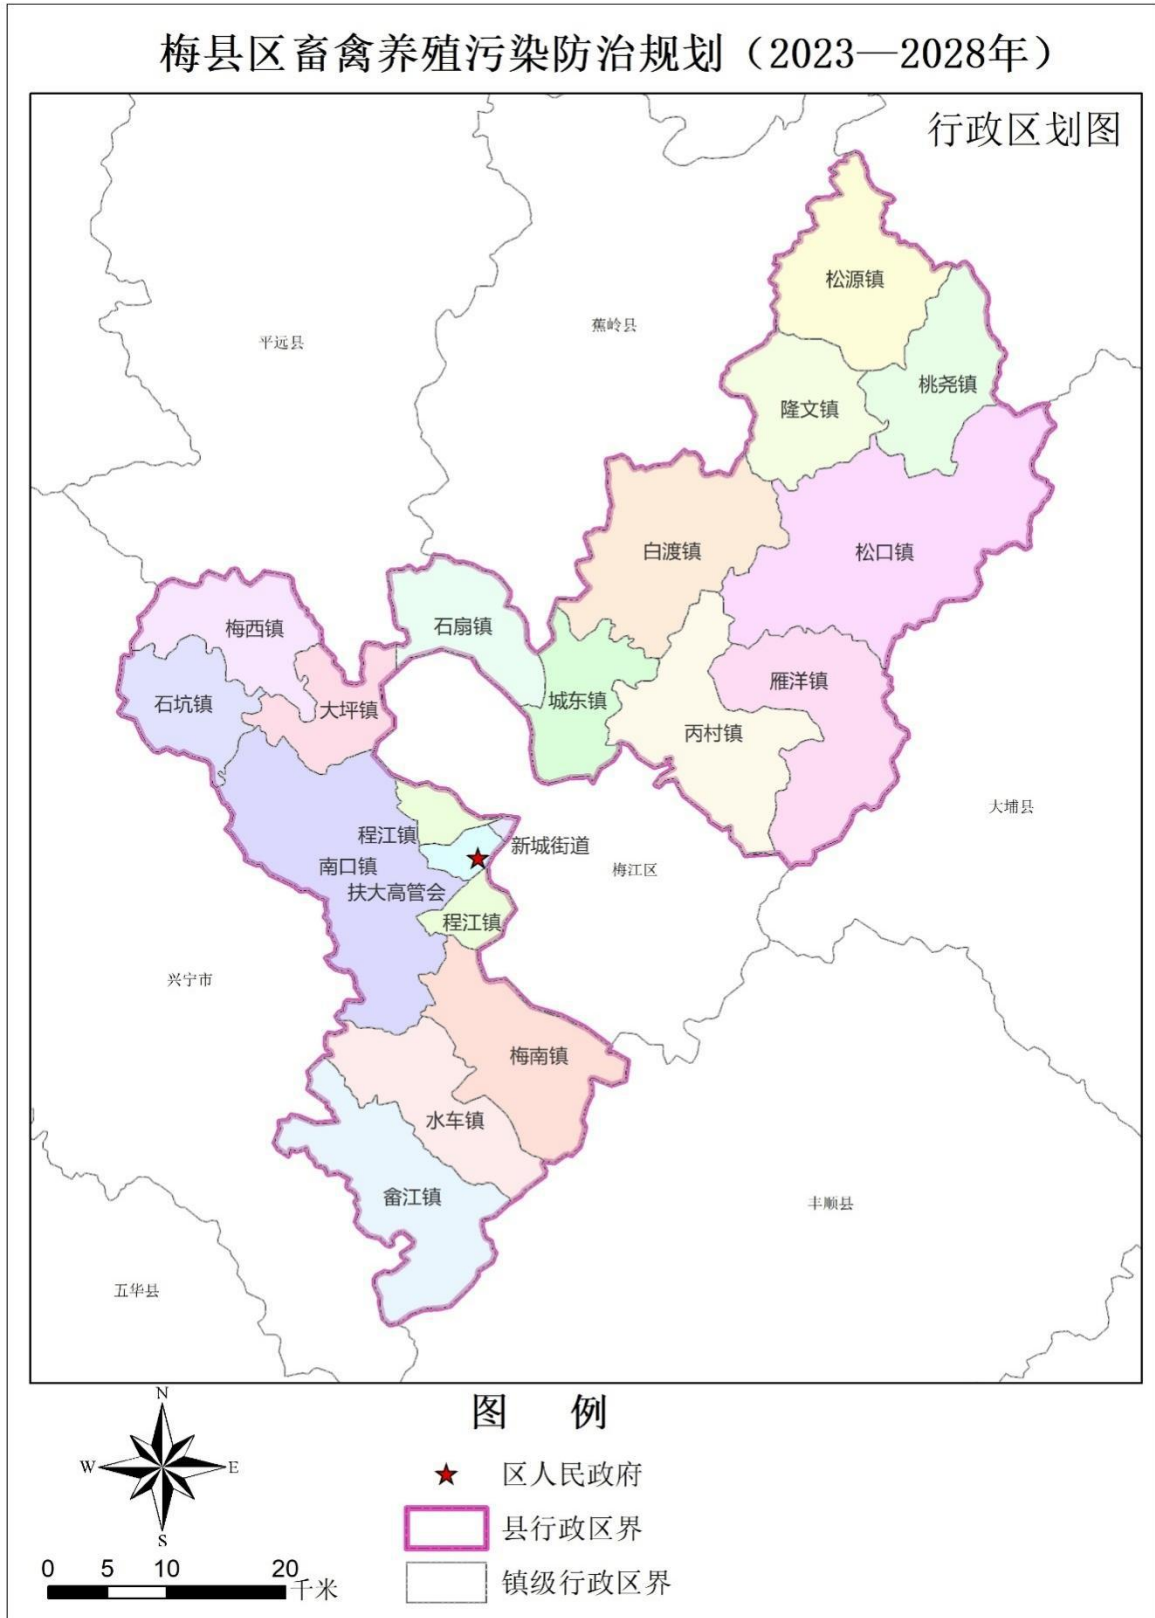 梅县区畜禽养殖污染防治规划（2023—2028年）
行政区划图
松源镇
蕉岭县
平远县
桃尧镇
隆文镇
白渡镇
松口镇
梅西镇
石扇镇
雁洋镇
石坑镇
城东镇
大坪镇
丙村镇
大埔县
程江镇
新城街道
南口镇
梅江区
扶大高管会
程江镇
兴宁市
梅南镇
水车镇
畲江镇
丰顺县
五华县
图 例
N
W
E
S
区人民政府
县行政区界
镇级行政区界
0 5 10 20
千米